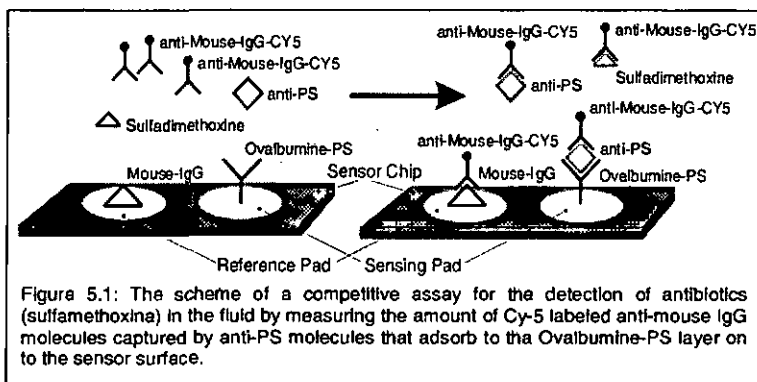 anti-Mouse-IgG-CY5
anti-Mouse-IgG-CY5
anti-PS
Sulfadimethoxine
Mouse-IgG
Ovalbumine-PS
Sensor Chip
anti-Mouse-IgG-CY5
anti-Mouse-IgG-CY5
anti-PS
Sulfadimethoxine
anti-Mouse-IgG-CY5
anti-Mouse-IgG-CY5
anti-PS
Mouse-IgG
Ovalbumine-PS
Reference Pad
Sensing Pad
Figura 5.1: The scheme of a competitive assay for the detection of antibiotics
(sulfamethoxina) in the fluid by measuring the amount of Cy-5 labeled anti-mouse IgG
molecules captured by anti-PS molecules that adsorb to tha Ovalbumine-PS layer on
to the sensor surface.